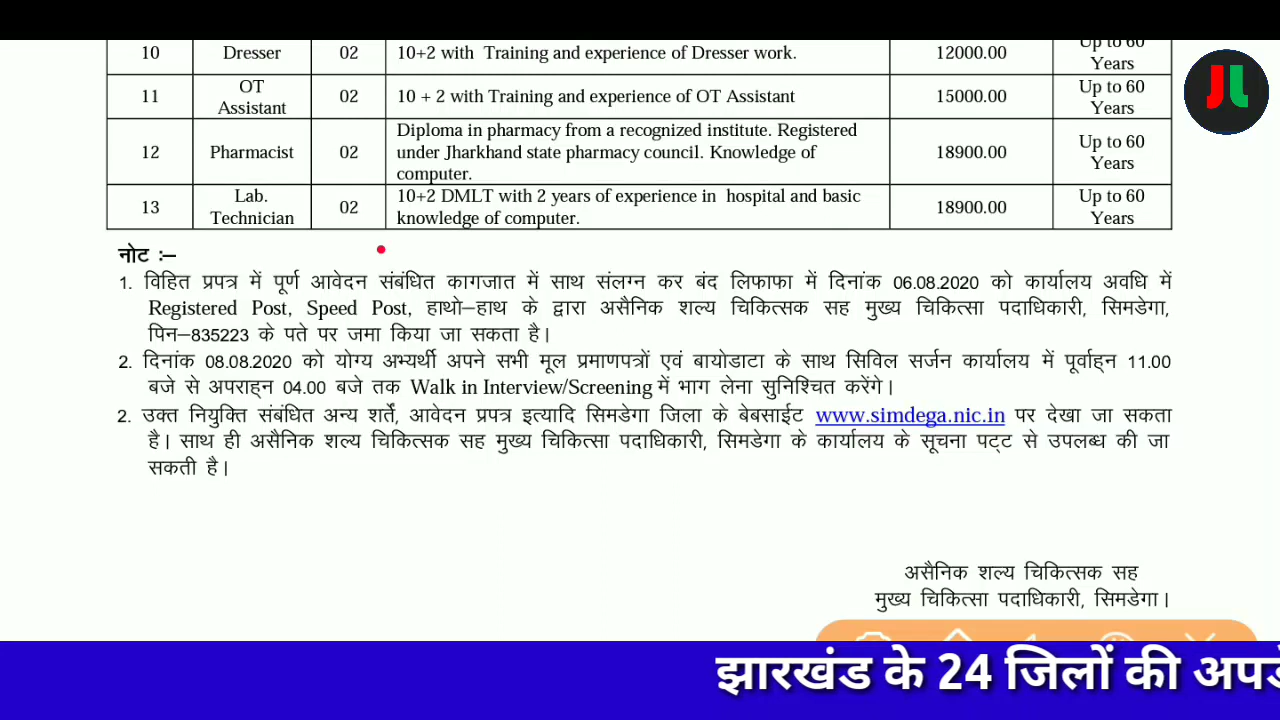 10 Dresser 02 10+2 with Training and experience of Dresser work. 12000.00 Up to 60 Years
11 OT Assistant 02 10 + 2 with Training and experience of OT Assistant 15000.00 Up to 60 Years
12 Pharmacist 02 Diploma in pharmacy from a recognized institute. Registered under Jharkhand state pharmacy council. Knowledge of computer. 18900.00 Up to 60 Years
13 Lab. Technician 02 10+2 DMLT with 2 years of experience in hospital and basic knowledge of computer. 18900.00 Up to 60 Years
नोट :–
1. विहित प्रपत्र में पूर्ण आवेदन संबंधित कागजात में साथ संलग्न कर बंद लिफाफा में दिनांक 06.08.2020 को कार्यालय अवधि में
Registered Post, Speed Post, हाथो–हाथ के द्वारा असैनिक शल्य चिकित्सक सह मुख्य चिकित्सा पदाधिकारी, सिमडेगा,
पिन–835223 के पते पर जमा किया जा सकता है।
2. दिनांक 08.08.2020 को योग्य अभ्यर्थी अपने सभी मूल प्रमाणपत्रों एवं बायोडाटा के साथ सिविल सर्जन कार्यालय में पूर्वाह्न 11.00
बजे से अपराह्न 04.00 बजे तक Walk in Interview/Screening में भाग लेना सुनिश्चित करेंगे।
2. उक्त नियुक्ति संबंधित अन्य शर्तें, आवेदन प्रपत्र इत्यादि सिमडेगा जिला के बेबसाईट www.simdega.nic.in पर देखा जा सकता
है। साथ ही असैनिक शल्य चिकित्सक सह मुख्य चिकित्सा पदाधिकारी, सिमडेगा के कार्यालय के सूचना पट्ट से उपलब्ध की जा
सकती है।
असैनिक शल्य चिकित्सक सह
मुख्य चिकित्सा पदाधिकारी, सिमडेगा।
JL
झारखंड के 24 जिलों की